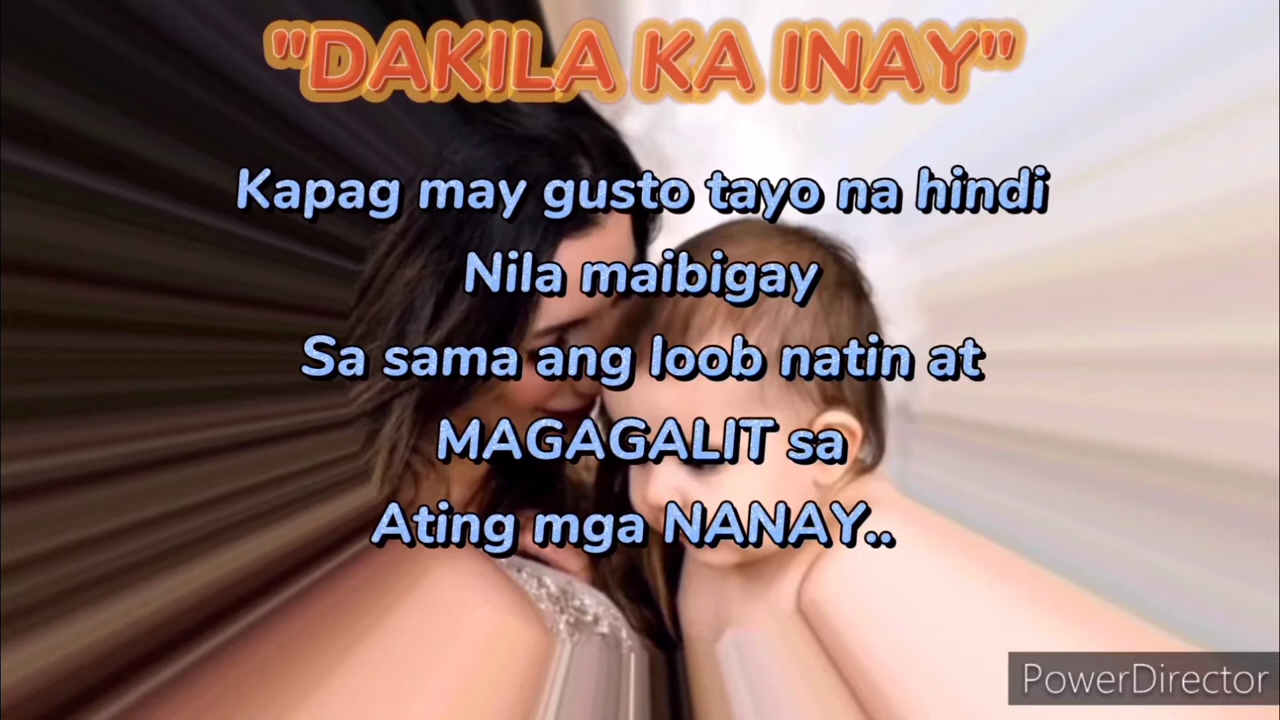 "DAKILA KA INAY"
Kapag may gusto tayo na hindi
Nila maibigay
Sa sama ang loob natin at
MAGAGALIT sa
Ating mga NANAY..
PowerDirector